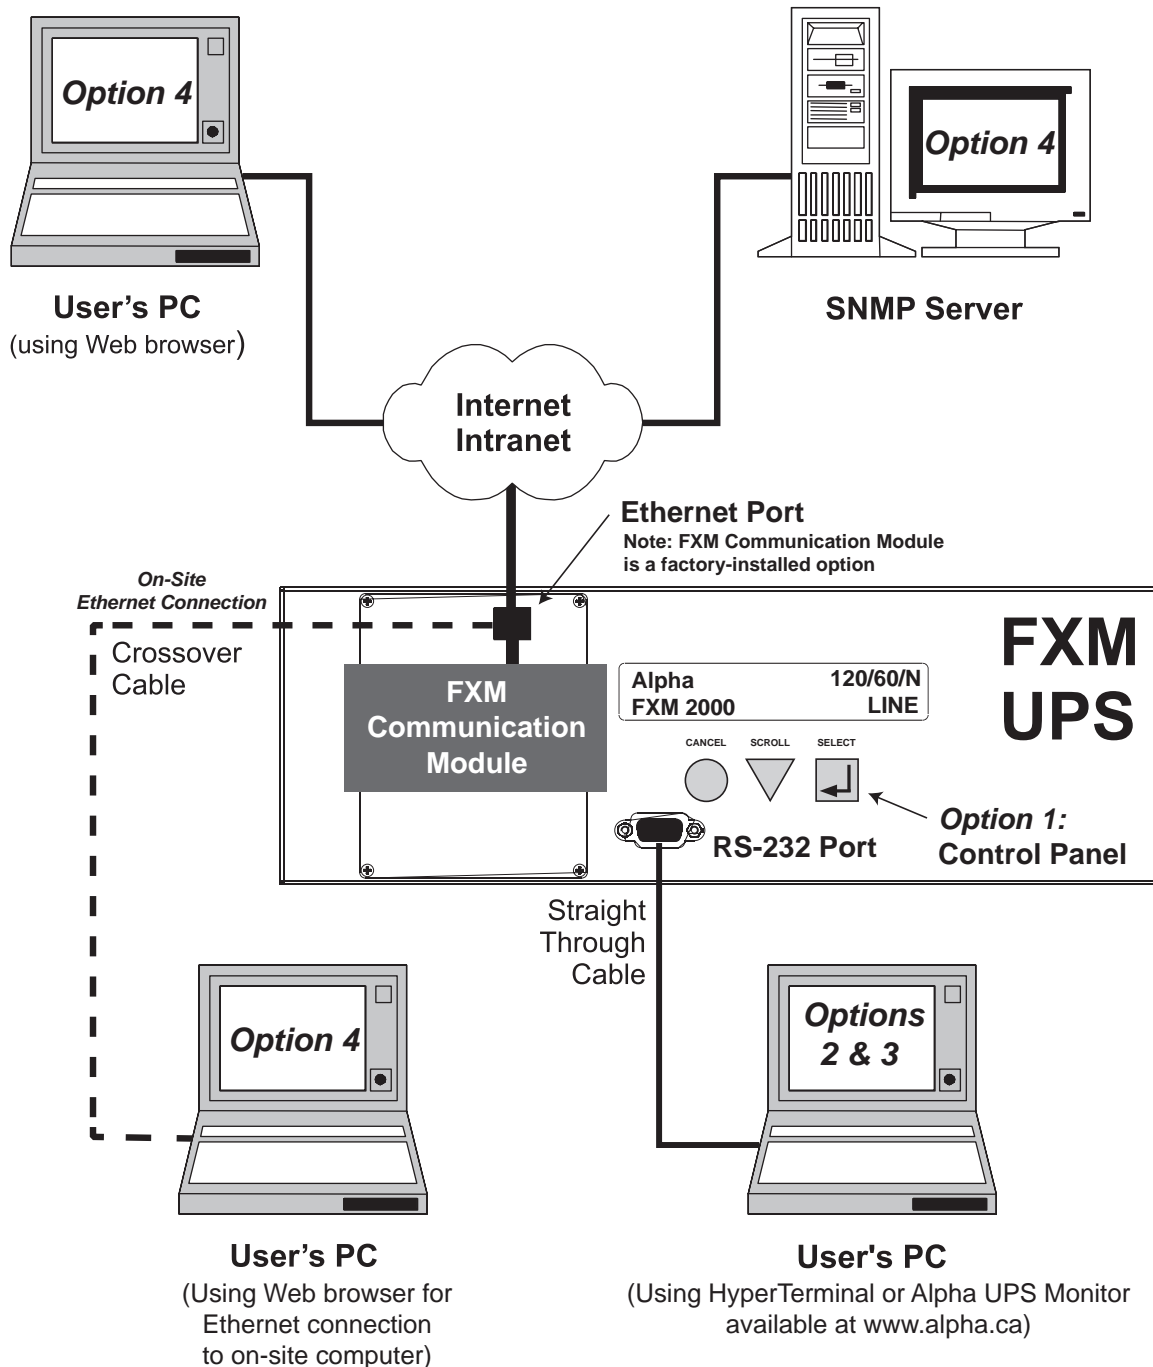 Option 4
Option 4
User’s PC
(using Web browser)
SNMP Server
Internet
Intranet
Ethernet Port
Note: FXM Communication Module
is a factory-installed option
On-Site
Ethernet Connection
Crossover
Cable
FXM
Communication
Module
Alpha 120/60/N
FXM 2000 LINE
CANCEL SCROLL SELECT
FXM
UPS
Option 1:
Control Panel
RS-232 Port
Straight
Through
Cable
Option 4
Options
2 & 3
User’s PC
(Using Web browser for
Ethernet connection
to on-site computer)
User's PC
(Using HyperTerminal or Alpha UPS Monitor
available at www.alpha.ca)